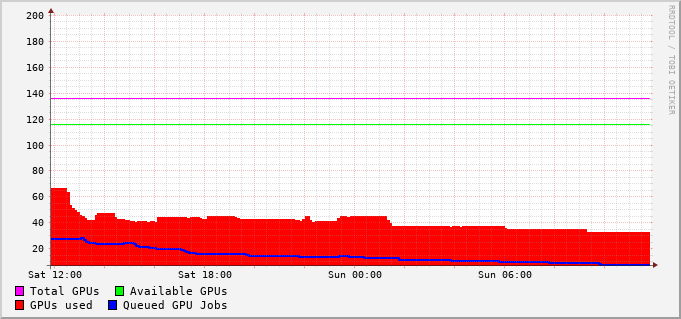 RRDTOOL / TOBI OETIKER
200
180
160
140
120
100
80
60
40
20
Sat 12:00 Sat 18:00 Sun 00:00 Sun 06:00
Total GPUs Available GPUs
GPUs used Queued GPU Jobs